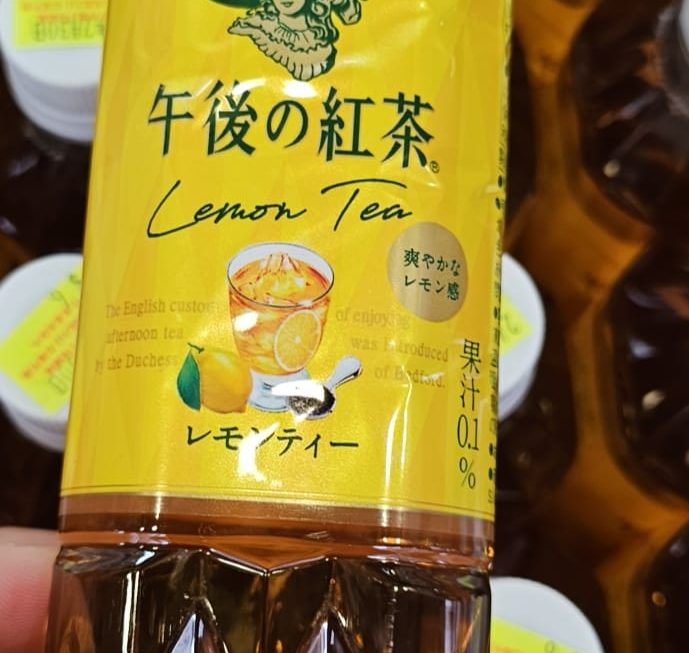 午後の紅茶®
Lemon Tea
爽やかな
レモン感
The English custom of enjoying
afternoon tea was introduced
by the Duchess of Bedford.
果汁0.1%
レモンティー